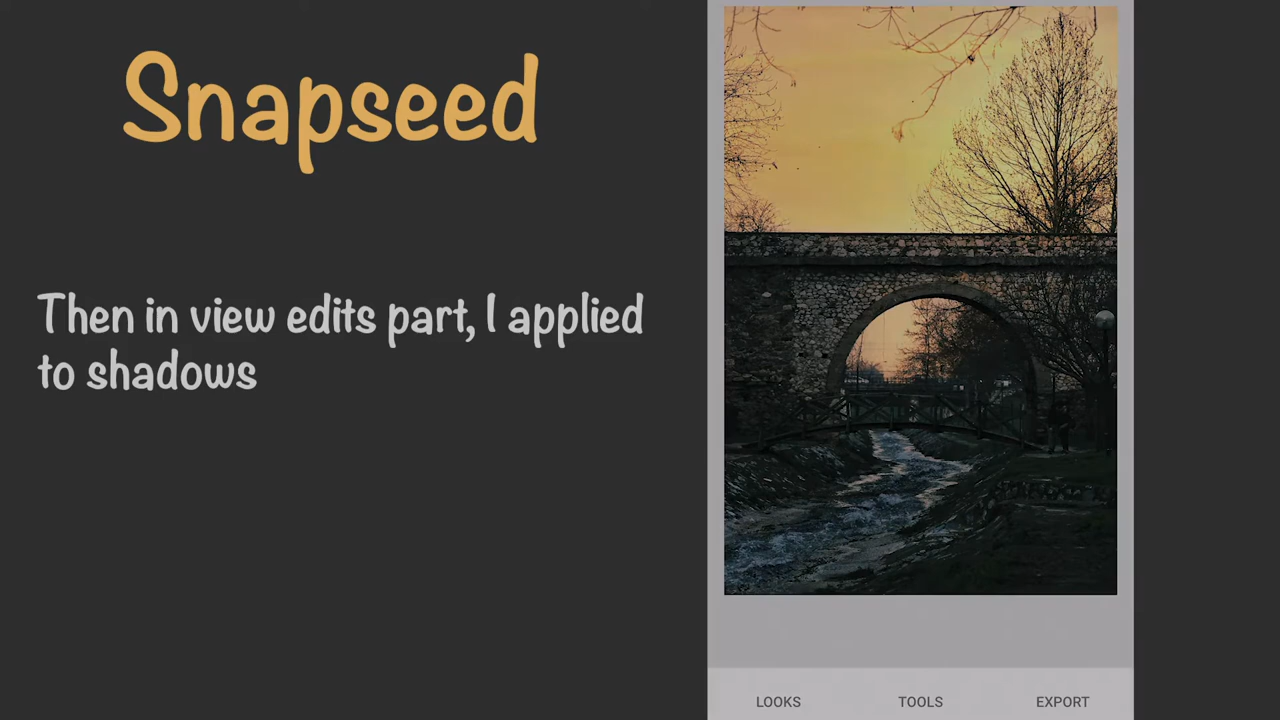 Snapseed
Then in view edits part, I applied
to shadows
LOOKS
TOOLS
EXPORT